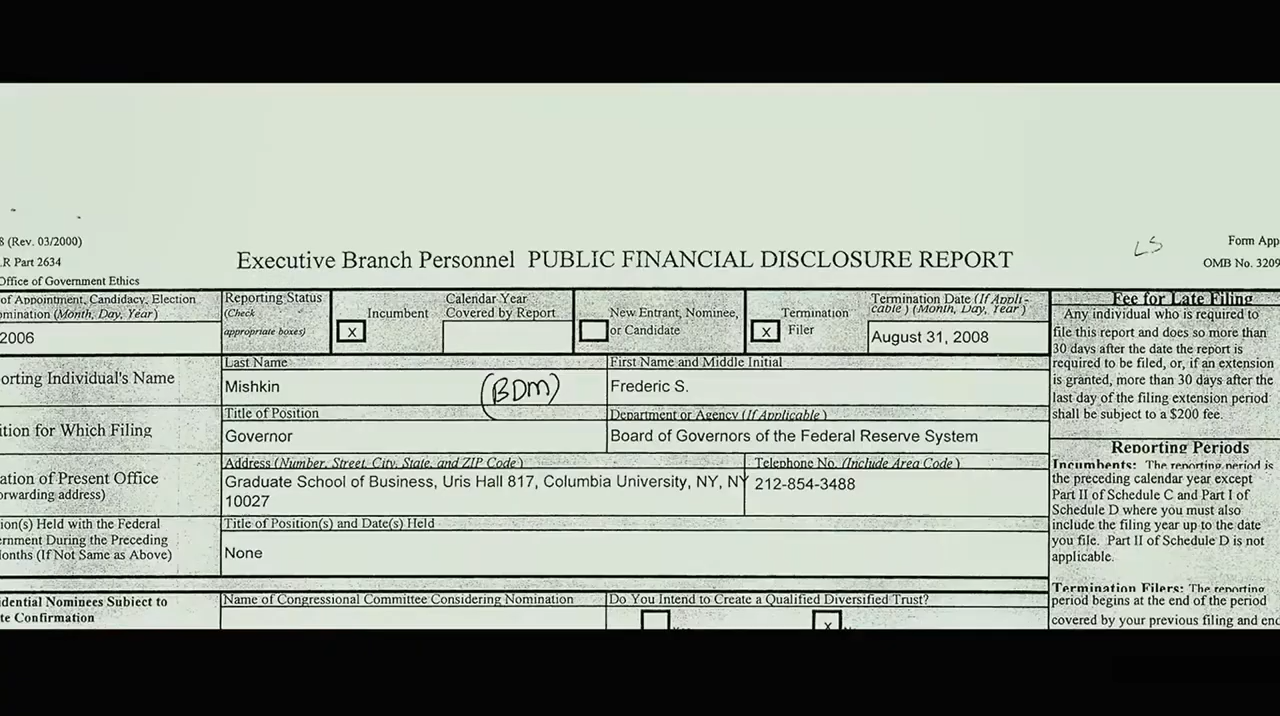 8 (Rev. 03/2000)
.R Part 2634
Office of Government Ethics
Executive Branch Personnel PUBLIC FINANCIAL DISCLOSURE REPORT
LS
Form App
OMB No. 3209
of Appointment, Candidacy, Election
mination (Month, Day, Year)
2006
Reporting Status
(Check
appropriate boxes)
x
Incumbent
Calendar Year
Covered by Report
New Entrant, Nominee,
or Candidate
x
Termination
Filer
Termination Date (If Appli-
cable) (Month, Day, Year)
August 31, 2008
orting Individual's Name
Last Name
Mishkin
(BDM)
First Name and Middle Initial
Frederic S.
ition for Which Filing
Title of Position
Governor
Department or Agency (If Applicable)
Board of Governors of the Federal Reserve System
ation of Present Office
orwarding address)
Address (Number, Street, City, State, and ZIP Code)
Graduate School of Business, Uris Hall 817, Columbia University, NY, NY
10027
Telephone No. (Include Area Code)
212-854-3488
ion(s) Held with the Federal
ernment During the Preceding
onths (If Not Same as Above)
Title of Position(s) and Date(s) Held
None
idential Nominees Subject to
te Confirmation
Name of Congressional Committee Considering Nomination
Do You Intend to Create a Qualified Diversified Trust?
x
Fee for Late Filing
Any individual who is required to
file this report and does so more than
30 days after the date the report is
required to be filed, or, if an extension
is granted, more than 30 days after the
last day of the filing extension period
shall be subject to a $200 fee.
Reporting Periods
Incumbents: The reporting period is
the preceding calendar year except
Part II of Schedule C and Part I of
Schedule D where you must also
include the filing year up to the date
you file. Part II of Schedule D is not
applicable.
Termination Filers: The reporting
period begins at the end of the period
covered by your previous filing and end